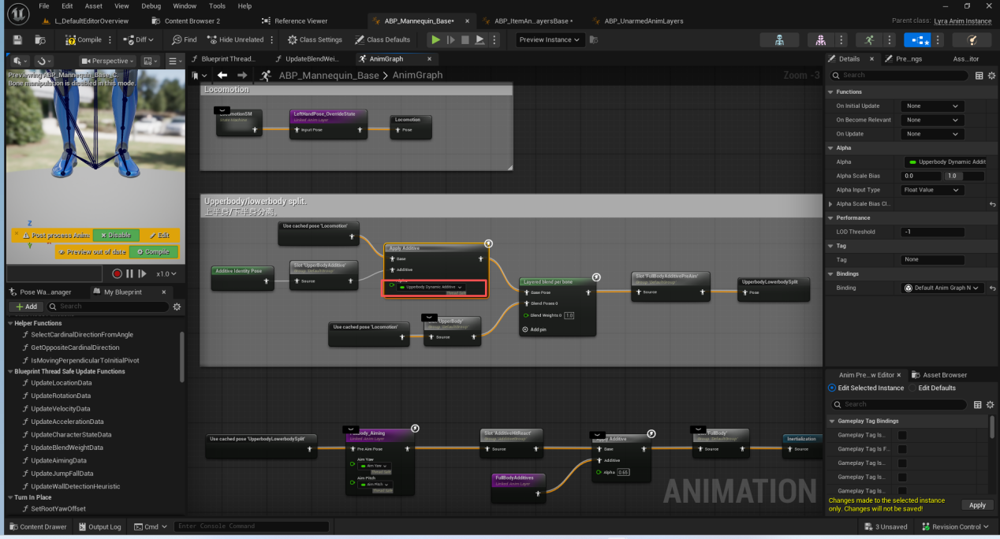 File Edit Asset View Debug Window Tools Help
L_DefaultEditorOverview Content Browser 2 Reference Viewer ABP_Mannequin_Base* ABP_ItemAn_ayersBase• ABP_UnarmedAnimLayers Parent class: Lyra Anim Instance
Compile Diff Find Hide Unrelated Class Settings Class Defaults Preview Instance
Perspective
Previewing ABP_Mannequin_Base_C.
Bone manipulation is disabled in this mode.
Z
Y
Post process Anim: Disable Edit
Preview out of date Compile
x1.0
Pose Wa...anager My Blueprint
Add Search
Helper Functions
SelectCardinalDirectionFromAngle
GetOppositeCardinalDirection
IsMovingPerpendicularToInitialPivot
Blueprint Thread Safe Update Functions
UpdateLocationData
UpdateRotationData
UpdateVelocityData
UpdateAccelerationData
UpdateCharacterStateData
UpdateBlendWeightData
UpdateAimingData
UpdateJumpFallData
UpdateWallDetectionHeuristic
Turn In Place
SetRootYawOffset
Blueprint Thread... UpdateBlendWei... AnimGraph
ABP_Mannequin_Base > AnimGraph Zoom -3
Locomotion
LocomotionSM
State Machine
LeftHandPose_OverrideState
Linked Anim Layer
Input Pose
Locomotion
Pose
Upperbody/lowerbody split.
上半身/下半身分离。
Use cached pose 'Locomotion'
Additive Identity Pose
Slot 'UpperBodyAdditive'
Group 'DefaultGroup'
Source
Apply Additive
Base
Additive
Alpha
Upperbody Dynamic Additive
Thread Safe
Use cached pose 'Locomotion'
Slot 'UpperBody'
Group 'DefaultGroup'
Source
Layered blend per bone
Base Pose
Blend Poses 0
Blend Weights 0 1.0
Add pin
Slot 'FullBodyAdditivePreAim'
Group 'DefaultGroup'
Source
UpperbodyLowerbodySplit
Pose
Use cached pose 'UpperbodyLowerbodySplit'
FullBody_Aiming
Linked Anim Layer
Pre Aim Pose
Aim Yaw
Aim Yaw
Thread Safe
Aim Pitch
Aim Pitch
Thread Safe
Slot 'AdditiveHitReact'
Group 'DefaultGroup'
Source
FullBodyAdditives
Linked Anim Layer
Apply Additive
Base
Additive
Alpha 0.65
Slot 'FullBody'
Group 'DefaultGroup'
Source
Inertialization
Source
ANIMATION
Details Pre...ngs Ass...itor
Search
Functions
On Initial Update None
On Become Relevant None
On Update None
Alpha
Alpha Upperbody Dynamic Addit
Alpha Scale Bias 0.0 1.0
Alpha Input Type Float Value
Alpha Scale Bias Cl...
Performance
LOD Threshold -1
Tag
Tag None
Bindings
Binding Default Anim Graph N
Anim Pre...w Editor Asset Browser
Edit Selected Instance Edit Defaults
Search
Gameplay Tag Bindings
Gameplay Tag Is...
Gameplay Tag Is F...
Gameplay Tag Is...
Gameplay Tag Is...
Gameplay Tag Is...
Changes made to the selected instance
only. Changes will not be saved!
Apply
Content Drawer Output Log Cmd Enter Console Command 3 Unsaved Revision Control